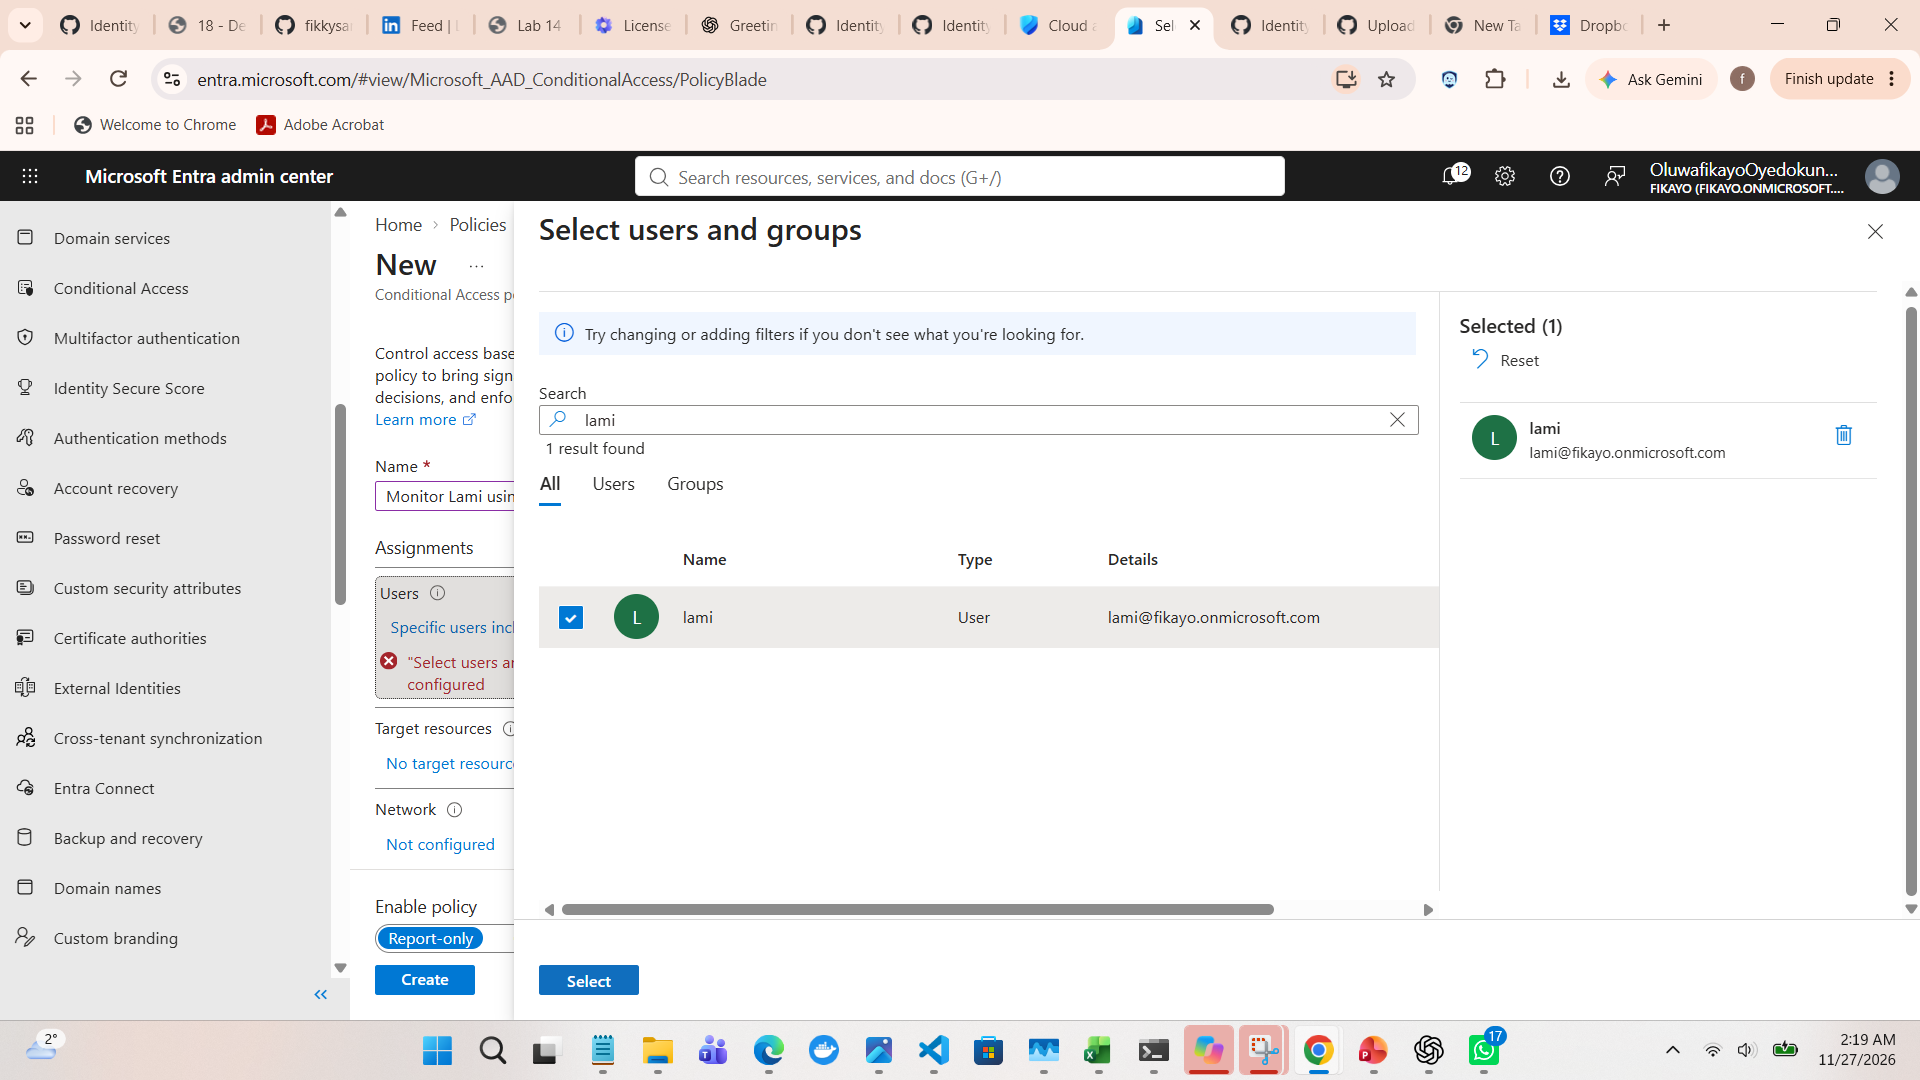 Identity
18 - De
fikkysa
Feed | L
Lab 14
License
Greetin
Identity
Identity
Cloud a
Sel
Identity
Upload
New Ta
Dropbo
entra.microsoft.com/#view/Microsoft_AAD_ConditionalAccess/PolicyBlade
Ask Gemini
f
Finish update
Welcome to Chrome
Adobe Acrobat
Microsoft Entra admin center
Search resources, services, and docs (G+/)
12
OluwafikayoOyedokun...
FIKAYO (FIKAYO.ONMICROSOFT....
Domain services
Conditional Access
Multifactor authentication
Identity Secure Score
Authentication methods
Account recovery
Password reset
Custom security attributes
Certificate authorities
External Identities
Cross-tenant synchronization
Entra Connect
Backup and recovery
Domain names
Custom branding
Home > Policies
New ...
Conditional Access po
Control access base
policy to bring sign
decisions, and enfo
Learn more
Name *
Monitor Lami usin
Assignments
Users
Specific users incl
"Select users an
configured
Target resources
No target resourc
Network
Not configured
Enable policy
Report-only
Create
Select users and groups
Try changing or adding filters if you don't see what you're looking for.
Search
lami
1 result found
All Users Groups
Name Type Details
L lami User lami@fikayo.onmicrosoft.com
Select
Selected (1)
Reset
L
lami
lami@fikayo.onmicrosoft.com
2°
17
2:19 AM
11/27/2026